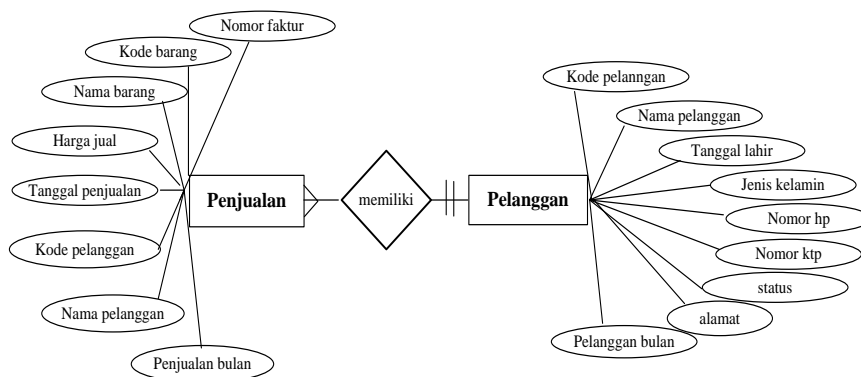 Nomor faktur
Kode barang
Nama barang
Harga jual
Tanggal penjualan
Kode pelanggan
Nama pelanggan
Penjualan bulan
Penjualan
memiliki
Pelanggan
Kode pelanngan
Nama pelanggan
Tanggal lahir
Jenis kelamin
Nomor hp
Nomor ktp
status
alamat
Pelanggan bulan